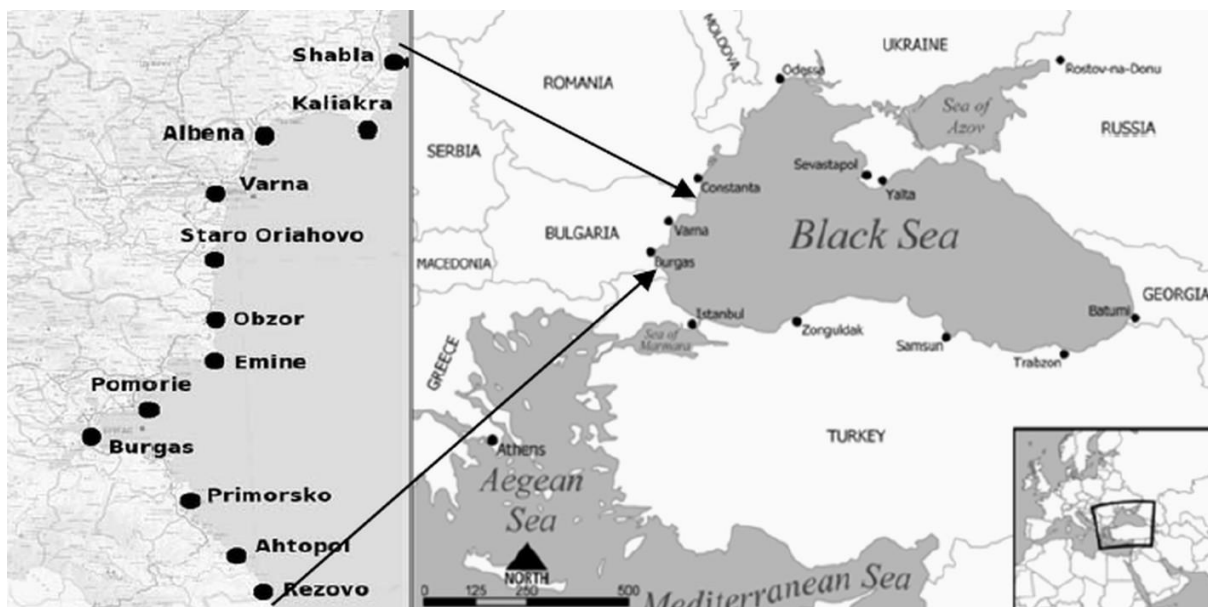 Shabla
Kaliakra
Albena
Varna
Staro Oriahovo
Obzor
Emine
Pomorie
Burgas
Primorsko
Ahtopol
Rezovo
MOLDOVA
UKRAINE
Odessa
Rostov-na-Donu
ROMANIA
Sea of
Azov
RUSSIA
SERBIA
Sevastapol
Yalta
Constanta
Varna
BULGARIA
Black Sea
Burgas
MACEDONIA
GEORGIA
Batumi
Istanbul
Sea of
Marmara
Zonguldak
Samsun
Trabzon
GREECE
TURKEY
Athens
Aegean
Sea
NORTH
0 250 500
Mediterranean Sea